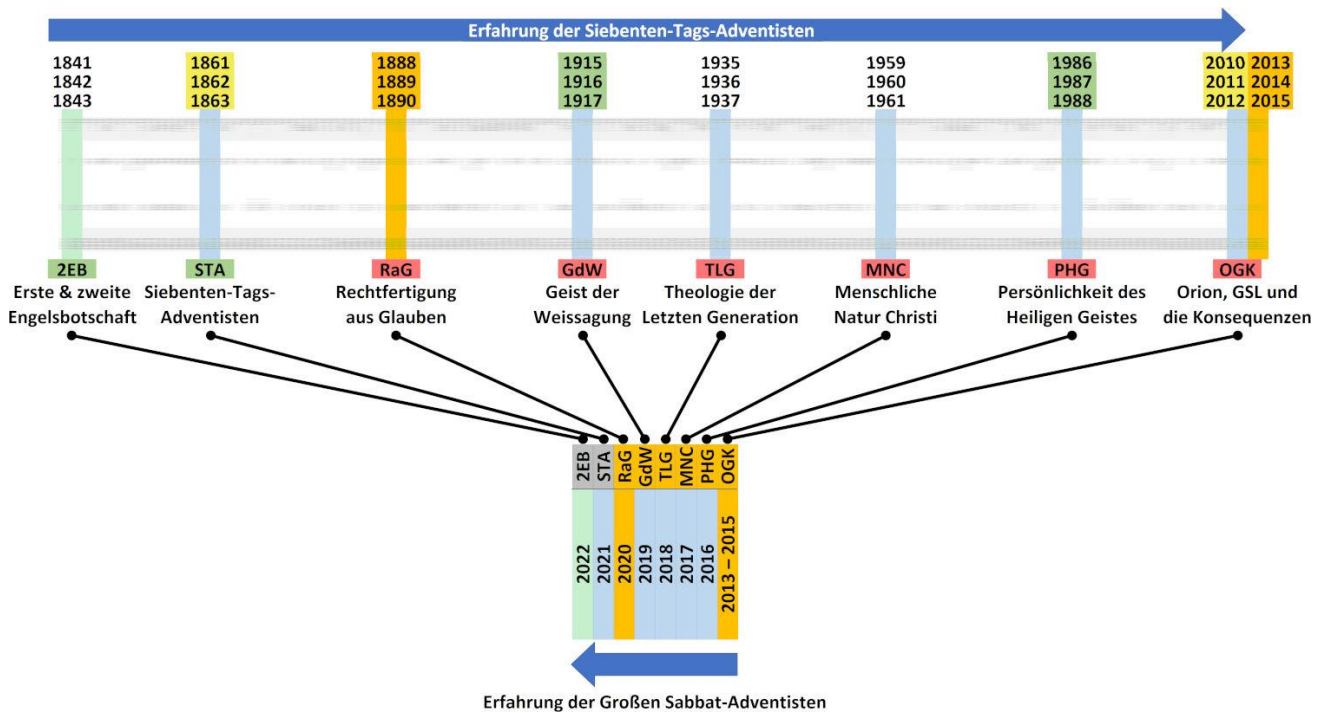 Erfahrung der Siebenten-Tags-Adventisten
1841 1861 1888 1915 1935 1959 1986 2010 2013
1842 1862 1889 1916 1936 1960 1987 2011 2014
1843 1863 1890 1917 1937 1961 1988 2012 2015
2EB STA RaG GdW TLG MNC PHG OGK
Erste & zweite Siebenten-Tags- Rechtfertigung Geist der Theologie der Menschliche Persönlichkeit des Orion, GSL und
Engelsbotschaft Adventisten aus Glauben Weissagung Letzten Generation Natur Christi Heiligen Geistes die Konsequenzen
2EB STA RaG GdW TLG MNC PHG OGK
2022 2021 2020 2019 2018 2017 2016 2013 – 2015
Erfahrung der Großen Sabbat-Adventisten